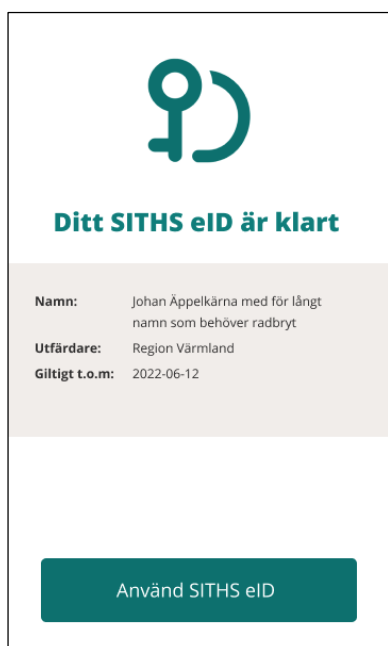 Ditt SITHS eID är klart
Namn: Johan Äppelkärna med för långt
namn som behöver radbryt
Utfärdare: Region Värmland
Giltigt t.o.m: 2022-06-12
Använd SITHS eID